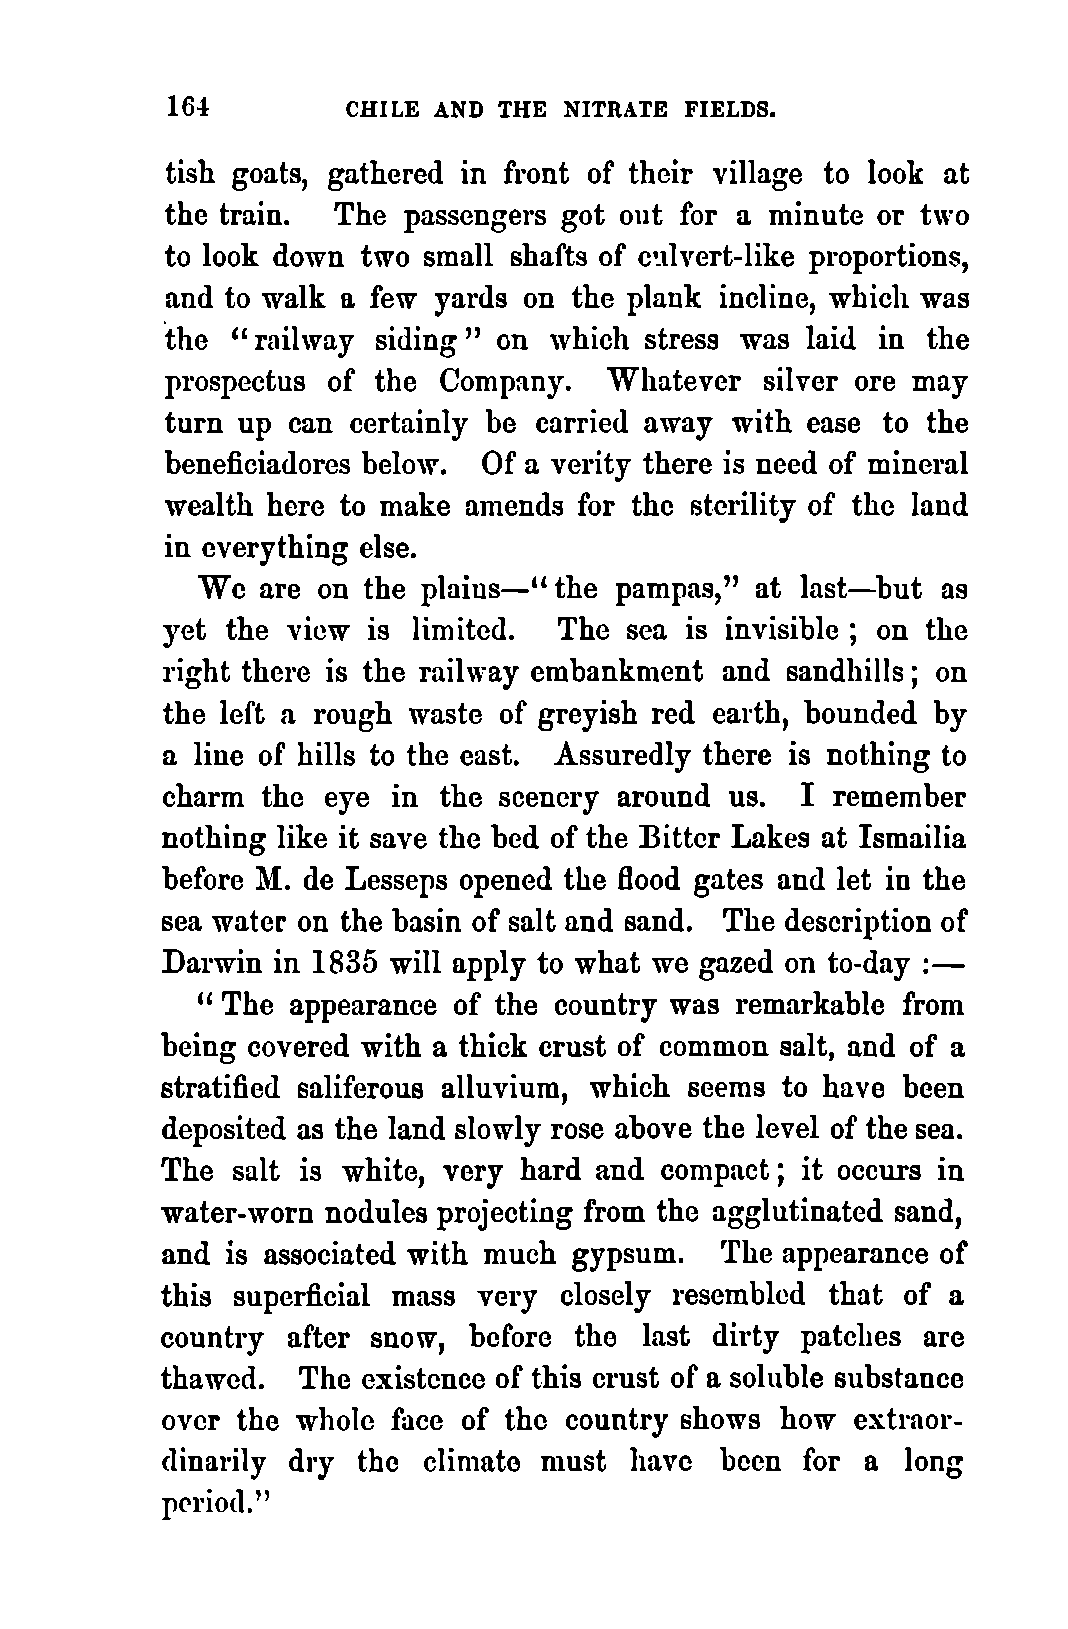 164 CHILE AND THE NITRATE FIELDS.
tish goats, gathered in front of their village to look at
the train. The passengers got out for a minute or two
to look down two small shafts of culvert-like proportions,
and to walk a few yards on the plank incline, which was
the “railway siding” on which stress was laid in the
prospectus of the Company. Whatever silver ore may
turn up can certainly be carried away with ease to the
beneficiadores below. Of a verity there is need of mineral
wealth here to make amends for the sterility of the land
in everything else.
We are on the plains—“the pampas,” at last—but as
yet the view is limited. The sea is invisible ; on the
right there is the railway embankment and sandhills; on
the left a rough waste of greyish red earth, bounded by
a line of hills to the east. Assuredly there is nothing to
charm the eye in the scenery around us. I remember
nothing like it save the bed of the Bitter Lakes at Ismailia
before M. de Lesseps opened the flood gates and let in the
sea water on the basin of salt and sand. The description of
Darwin in 1835 will apply to what we gazed on to-day :—
“ The appearance of the country was remarkable from
being covered with a thick crust of common salt, and of a
stratified saliferous alluvium, which seems to have been
deposited as the land slowly rose above the level of the sea.
The salt is white, very hard and compact; it occurs in
water-worn nodules projecting from the agglutinated sand,
and is associated with much gypsum. The appearance of
this superficial mass very closely resembled that of a
country after snow, before the last dirty patches are
thawed. The existence of this crust of a soluble substance
over the whole face of the country shows how extraor-
dinarily dry the climate must have been for a long
period.”